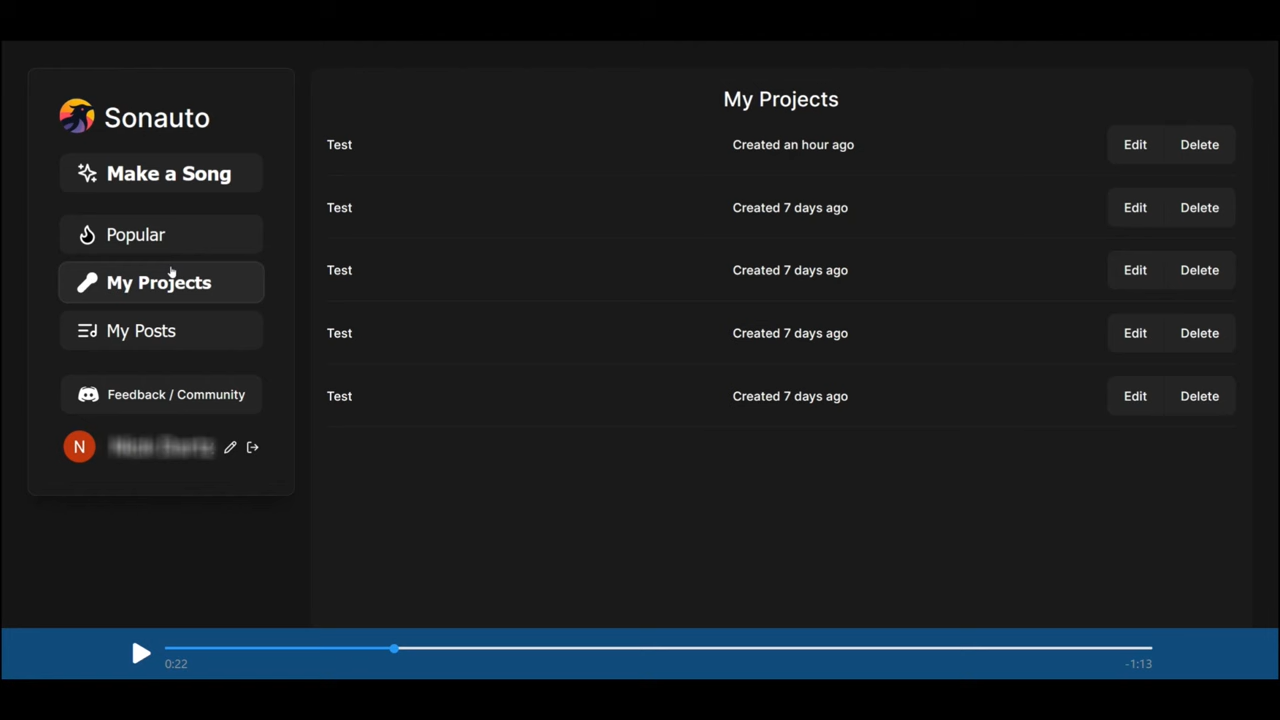 Sonauto
Make a Song
Popular
My Projects
My Posts
Feedback / Community
N
My Projects
Test Created an hour ago Edit Delete
Test Created 7 days ago Edit Delete
Test Created 7 days ago Edit Delete
Test Created 7 days ago Edit Delete
Test Created 7 days ago Edit Delete
0:22 -1:13